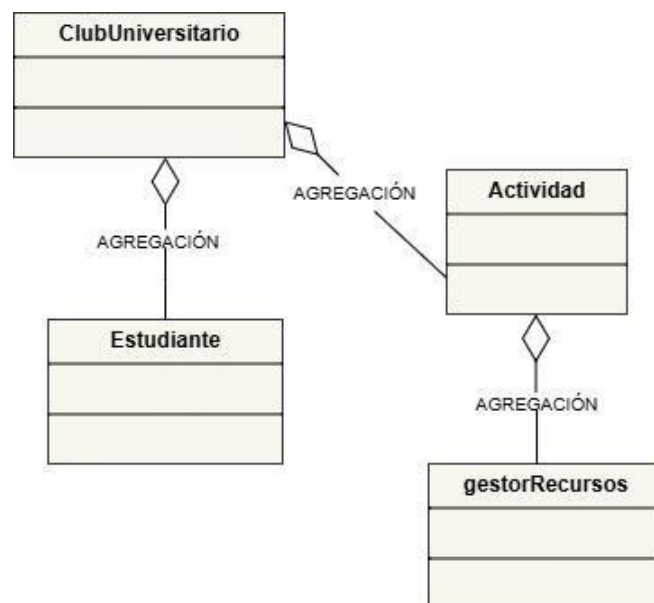 ClubUniversitario
AGREGACIÓN
Actividad
AGREGACIÓN
Estudiante
AGREGACIÓN
gestorRecursos